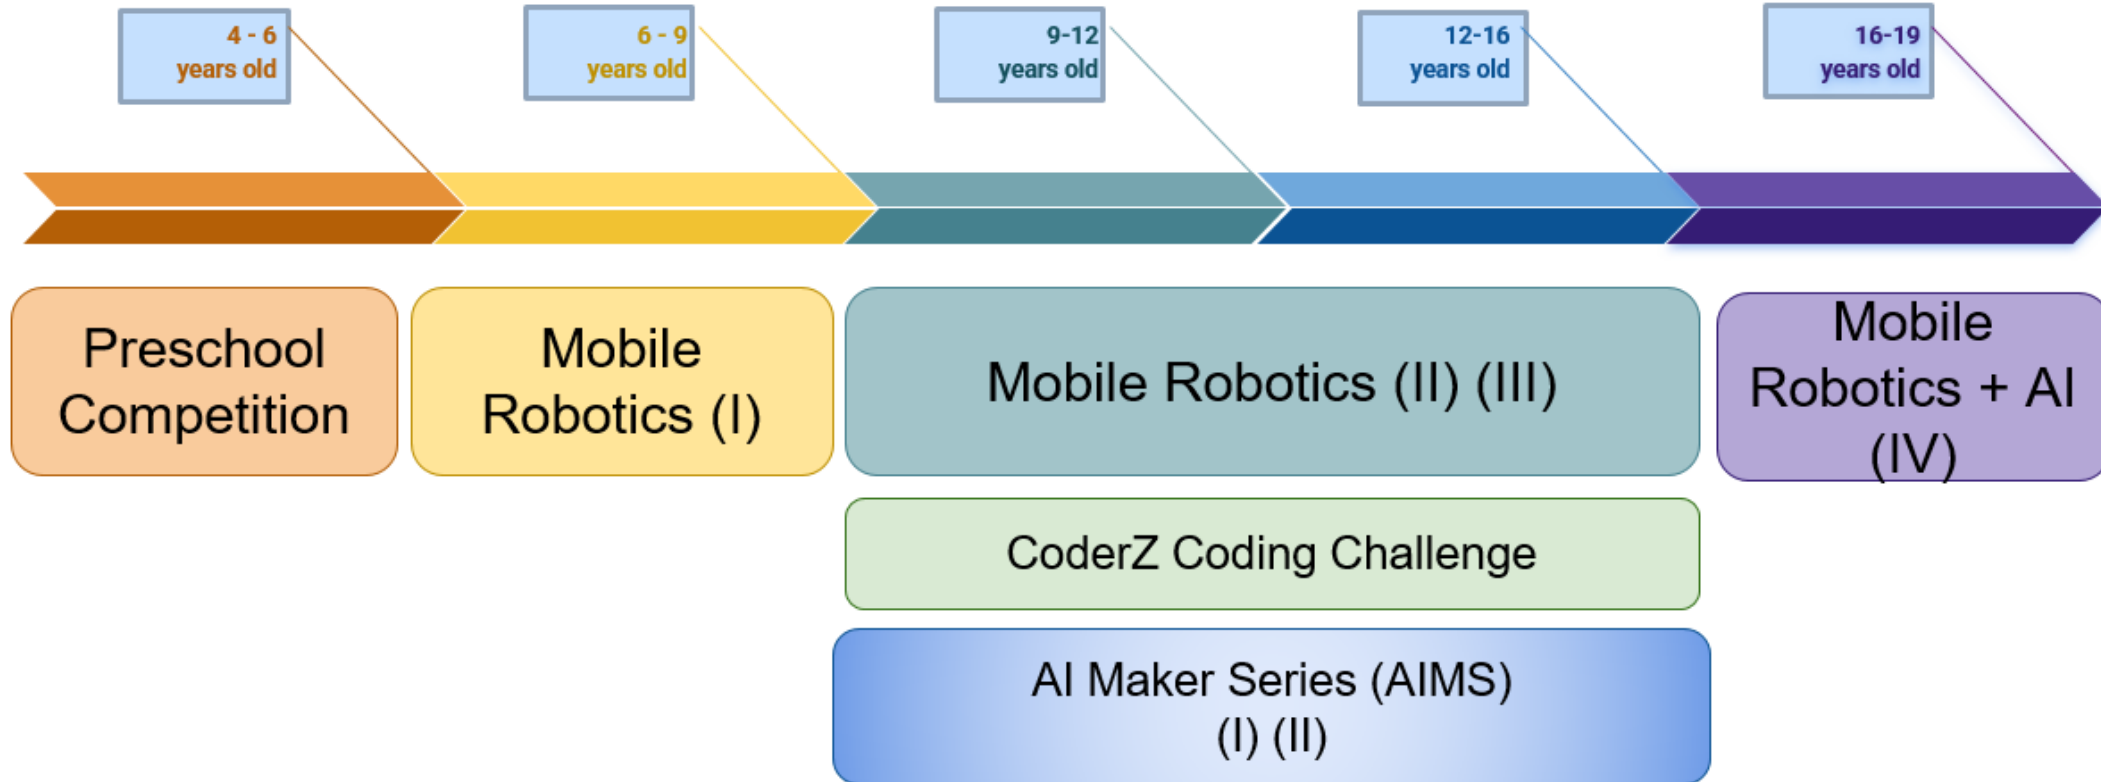 4 - 6
years old
6 - 9
years old
9-12
years old
12-16
years old
16-19
years old
Preschool
Competition
Mobile
Robotics (I)
Mobile Robotics (II) (III)
Mobile
Robotics + AI
(IV)
CoderZ Coding Challenge
AI Maker Series (AIMS)
(I) (II)